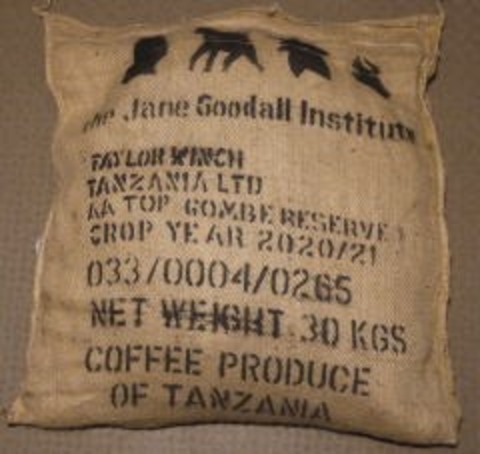 the Jane Goodall Institute
TAYLOR WINCH
TANZANIA LTD
AA TOP GOMBE RESERVE
CROP YEAR 2020/21
033/0004/0265
NET WEIGHT 30 KGS
COFFEE PRODUCE
OF TANZANIA